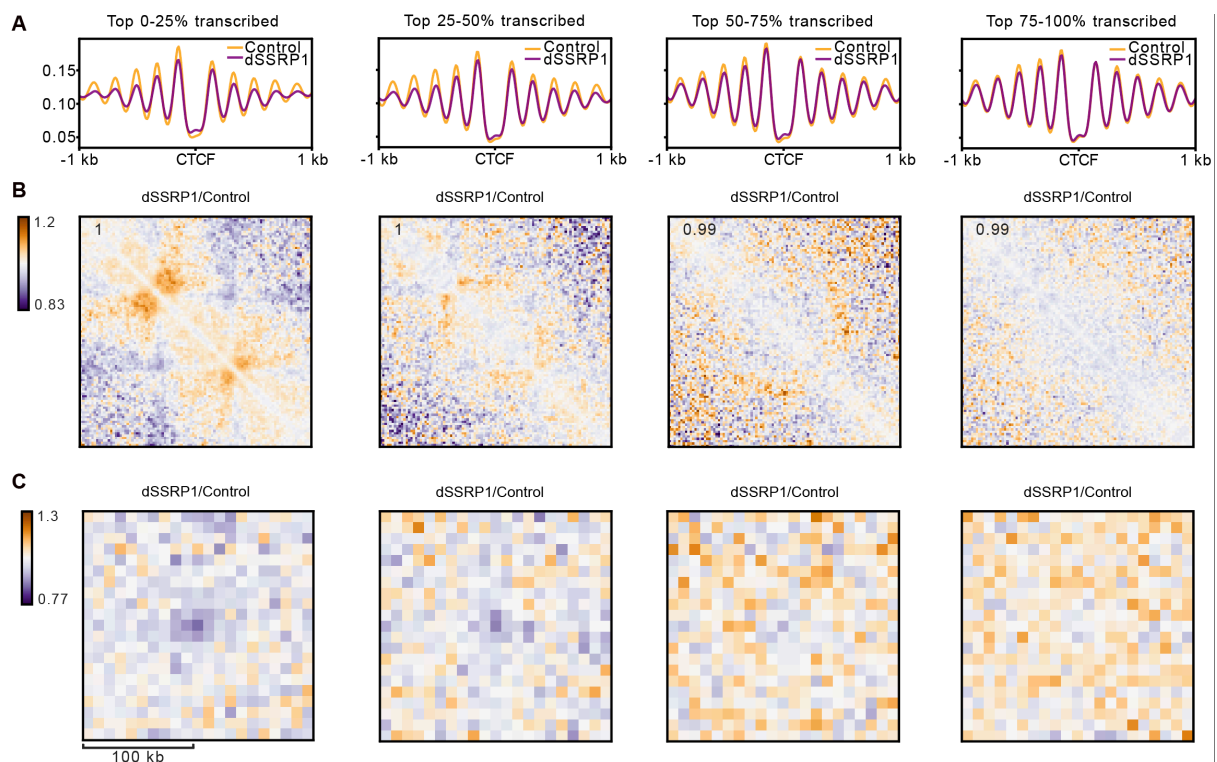 A
Top 0-25% transcribed
Top 25-50% transcribed
Top 50-75% transcribed
Top 75-100% transcribed
Control
dSSRP1
Control
dSSRP1
Control
dSSRP1
Control
dSSRP1
0.15
0.10
0.05
-1 kb CTCF 1 kb
-1 kb CTCF 1 kb
-1 kb CTCF 1 kb
-1 kb CTCF 1 kb
B
dSSRP1/Control
dSSRP1/Control
dSSRP1/Control
dSSRP1/Control
1.2
0.83
1
1
0.99
0.99
C
dSSRP1/Control
dSSRP1/Control
dSSRP1/Control
dSSRP1/Control
1.3
0.77
100 kb